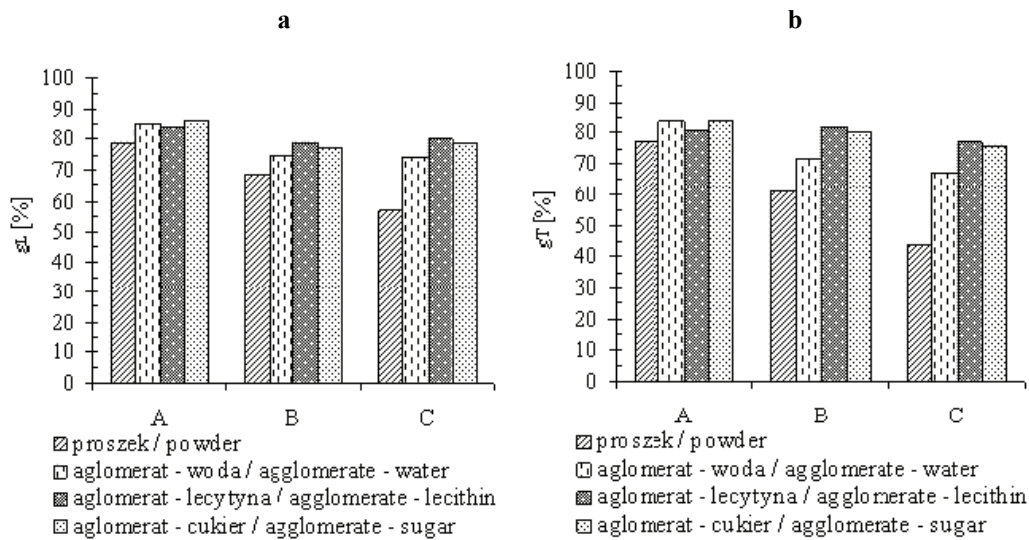 a
εL [%]
100
90
80
70
60
50
40
30
20
10
0
A B C
proszek / powder
aglomerat - woda / agglomerate - water
aglomerat - lecytyna / agglomerate - lecithin
aglomerat - cukier / agglomerate - sugar
b
εT [%]
100
90
80
70
60
50
40
30
20
10
0
A B C
proszek / powder
aglomerat - woda / agglomerate - water
aglomerat - lecytyna / agglomerate - lecithin
aglomerat - cukier / agglomerate - sugar